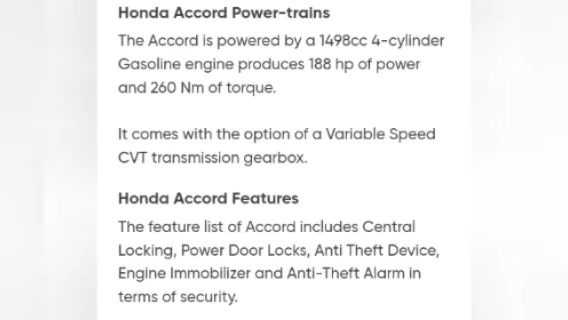 Honda Accord Power-trains
The Accord is powered by a 1498cc 4-cylinder
Gasoline engine produces 188 hp of power
and 260 Nm of torque.
It comes with the option of a Variable Speed
CVT transmission gearbox.
Honda Accord Features
The feature list of Accord includes Central
Locking, Power Door Locks, Anti Theft Device,
Engine Immobilizer and Anti-Theft Alarm in
terms of security.